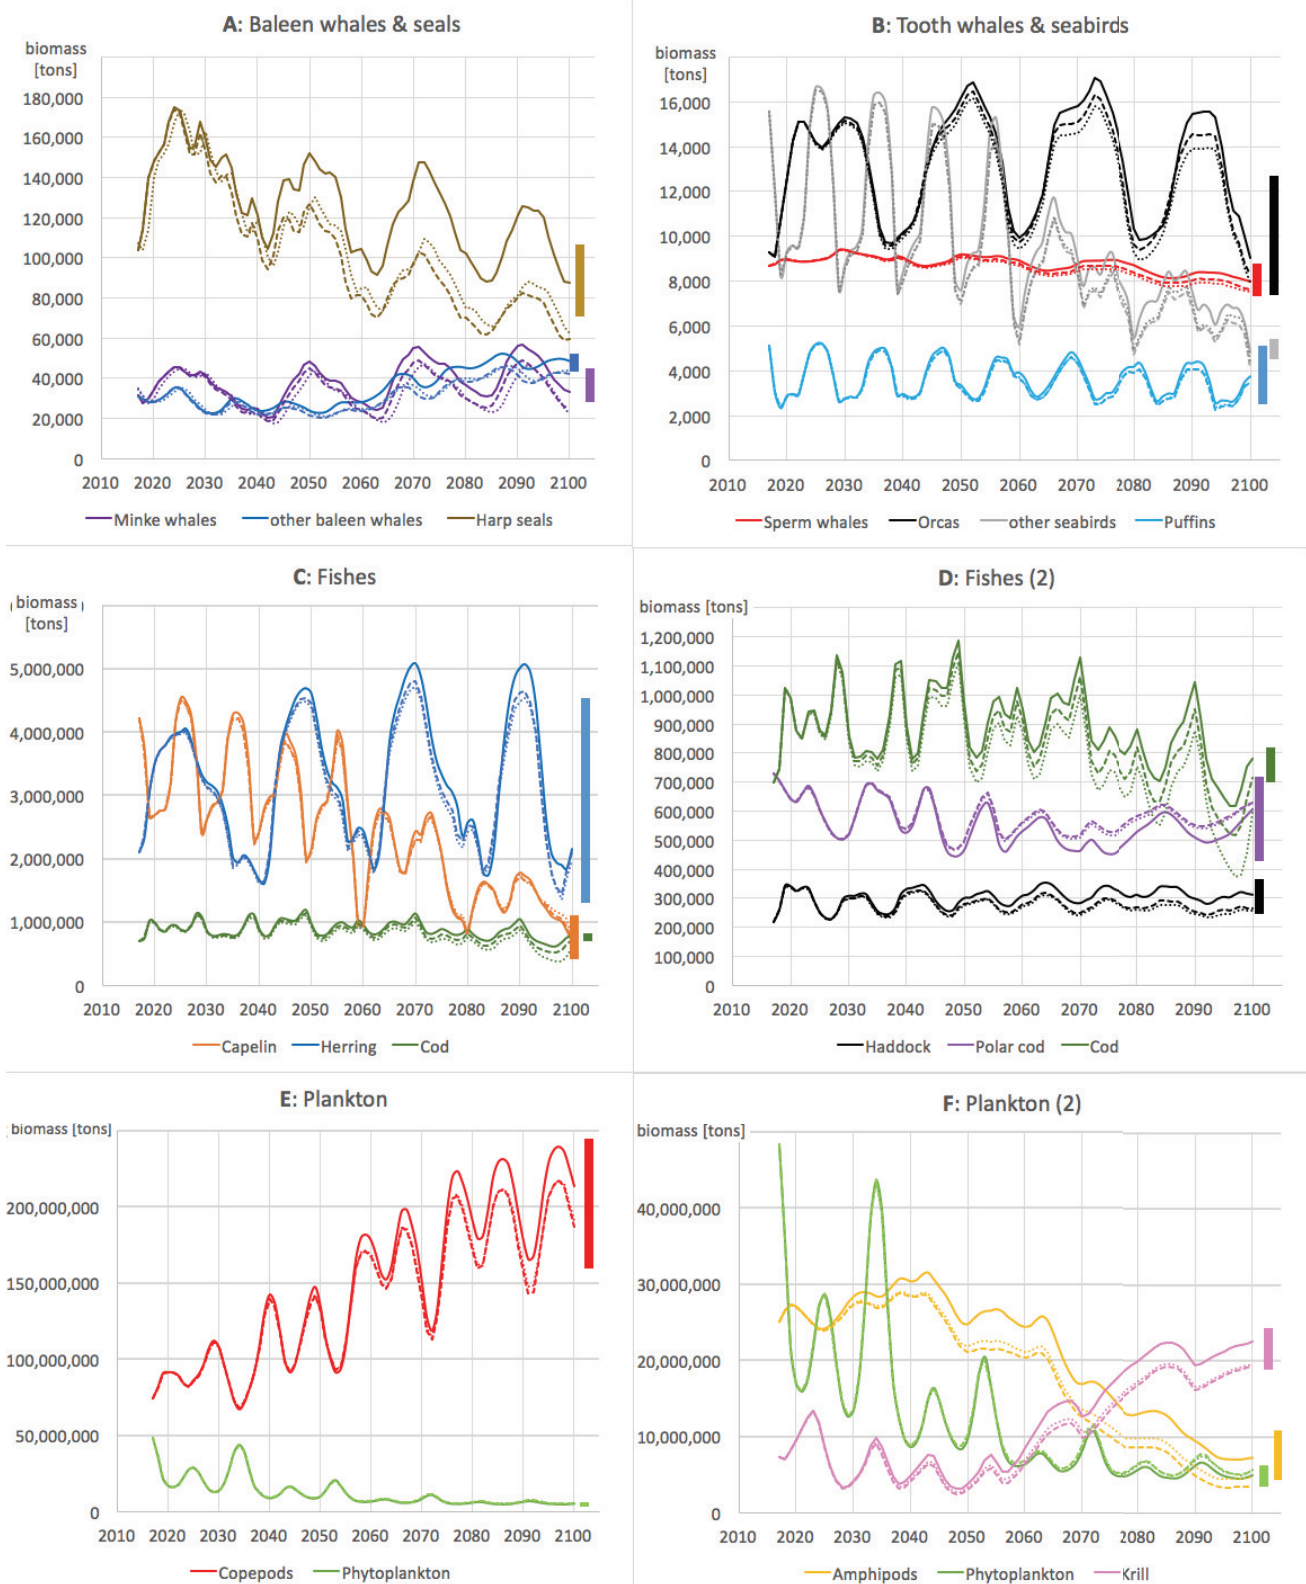 A: Baleen whales & seals
biomass
[tons]
180,000
160,000
140,000
120,000
100,000
80,000
60,000
40,000
20,000
0
2010 2020 2030 2040 2050 2060 2070 2080 2090 2100
Minke whales other baleen whales Harp seals
B: Tooth whales & seabirds
biomass
[tons]
16,000
14,000
12,000
10,000
8,000
6,000
4,000
2,000
0
2010 2020 2030 2040 2050 2060 2070 2080 2090 2100
Sperm whales Orcas other seabirds Puffins
C: Fishes
biomass
[tons]
5,000,000
4,000,000
3,000,000
2,000,000
1,000,000
0
2010 2020 2030 2040 2050 2060 2070 2080 2090 2100
Capelin Herring Cod
D: Fishes (2)
biomass [tons]
1,200,000
1,100,000
1,000,000
900,000
800,000
700,000
600,000
500,000
400,000
300,000
200,000
100,000
0
2010 2020 2030 2040 2050 2060 2070 2080 2090 2100
Haddock Polar cod Cod
E: Plankton
biomass [tons]
200,000,000
150,000,000
100,000,000
50,000,000
0
2010 2020 2030 2040 2050 2060 2070 2080 2090 2100
Copepods Phytoplankton
F: Plankton (2)
biomass [tons]
40,000,000
30,000,000
20,000,000
10,000,000
0
2010 2020 2030 2040 2050 2060 2070 2080 2090 2100
Amphipods Phytoplankton Krill